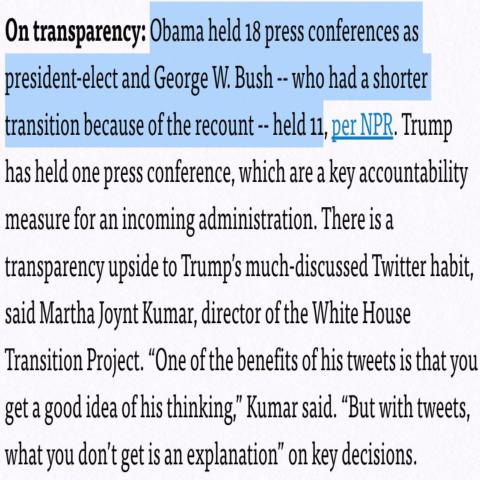 On transparency: Obama held 18 press conferences as
president-elect and George W. Bush -- who had a shorter
transition because of the recount -- held 11, per NPR. Trump
has held one press conference, which are a key accountability
measure for an incoming administration. There is a
transparency upside to Trump's much-discussed Twitter habit,
said Martha Joynt Kumar, director of the White House
Transition Project. “One of the benefits of his tweets is that you
get a good idea of his thinking,” Kumar said. “But with tweets,
what you don't get is an explanation” on key decisions.